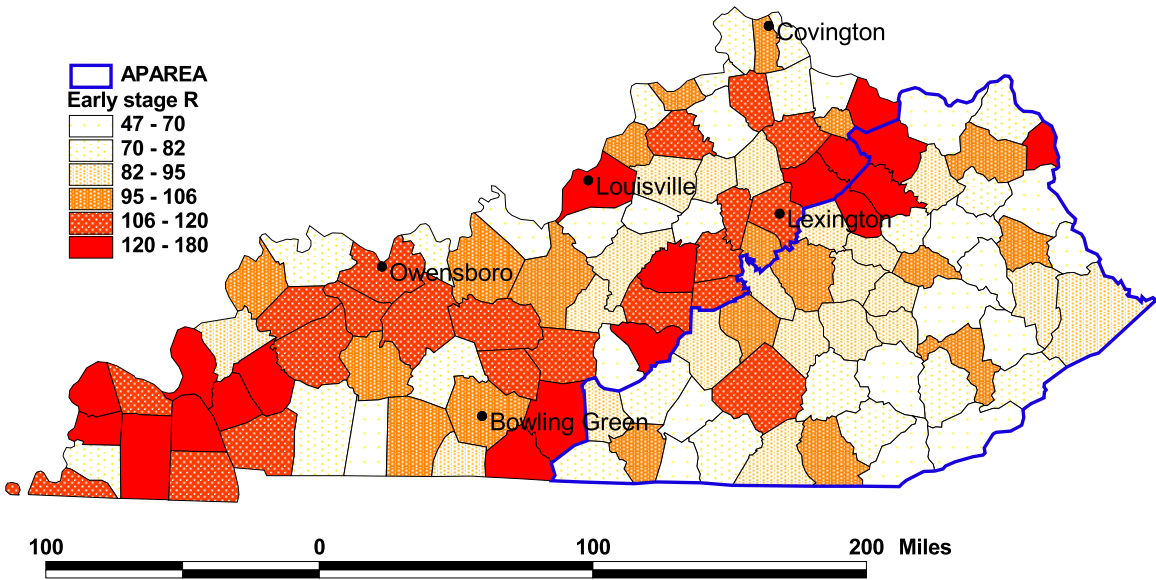 Covington
APAREA
Early stage R
47 - 70
70 - 82
82 - 95
95 - 106
106 - 120
120 - 180
Louisville
Lexington
Owensboro
Bowling Green
100 0 100 200 Miles